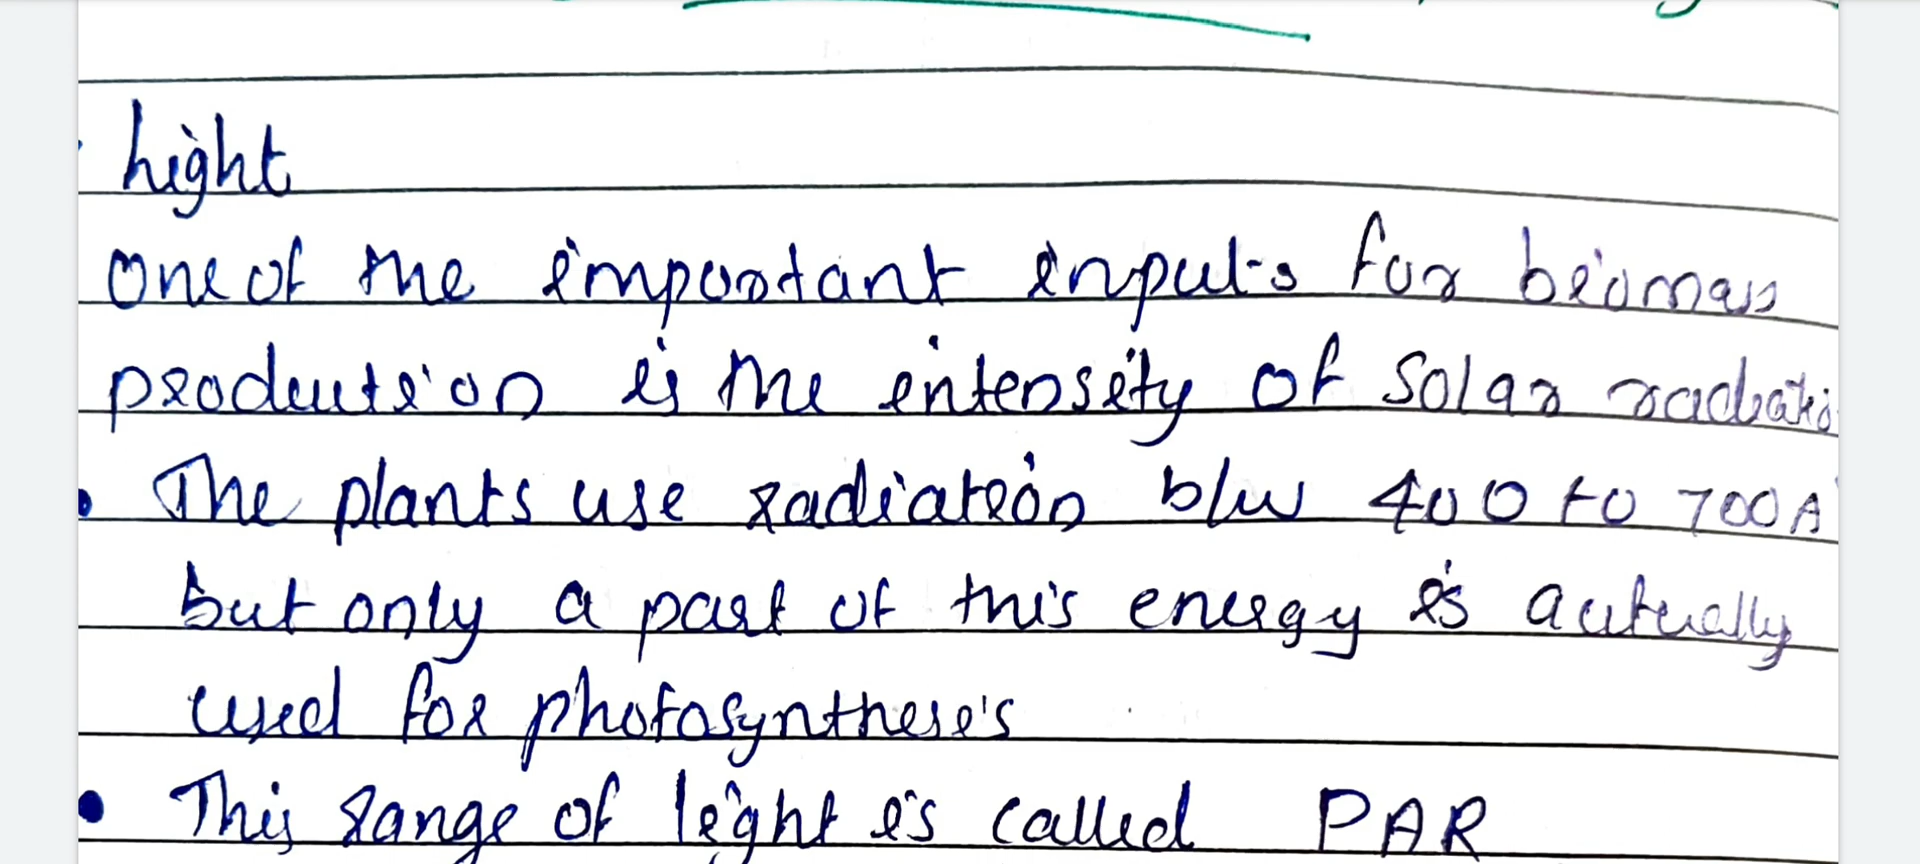 Light
One of the important inputs for biomass
production is the intensity of solar radiatio
• The plants use radiation b/w 400 to 700A°
but only a part of this energy is actually
used for photosynthesis
• This range of light is called PAR